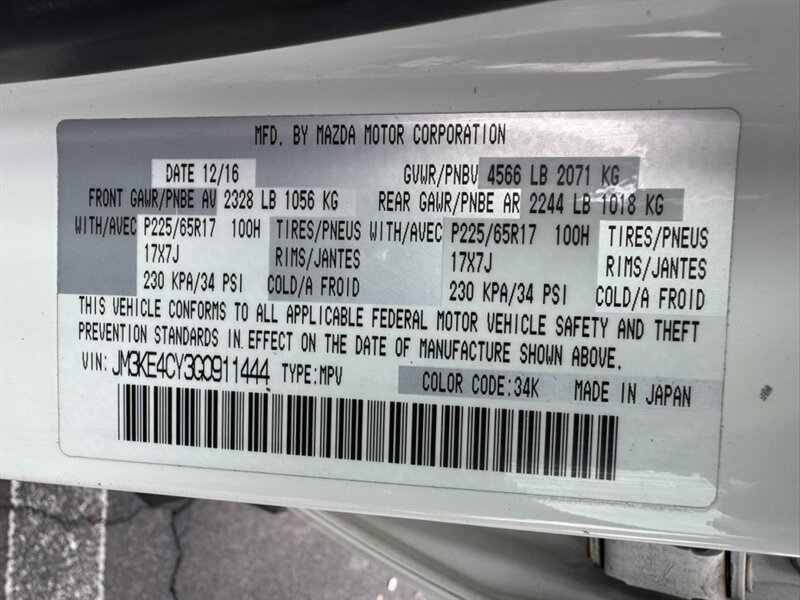 MFD. BY MAZDA MOTOR CORPORATION
DATE 12/16 GVWR/PNBV 4566 LB 2071 KG
FRONT GAWR/PNBE AV 2328 LB 1056 KG REAR GAWR/PNBE AR 2244 LB 1018 KG
WITH/AVEC P225/65R17 100H TIRES/PNEUS WITH/AVEC P225/65R17 100H TIRES/PNEUS
17X7J RIMS/JANTES 17X7J RIMS/JANTES
230 KPA/34 PSI COLD/A FROID 230 KPA/34 PSI COLD/A FROID
THIS VEHICLE CONFORMS TO ALL APPLICABLE FEDERAL MOTOR VEHICLE SAFETY AND THEFT
PREVENTION STANDARDS IN EFFECT ON THE DATE OF MANUFACTURE SHOWN ABOVE.
VIN: JM3KE4CY3G0911444 TYPE:MPV COLOR CODE:34K MADE IN JAPAN